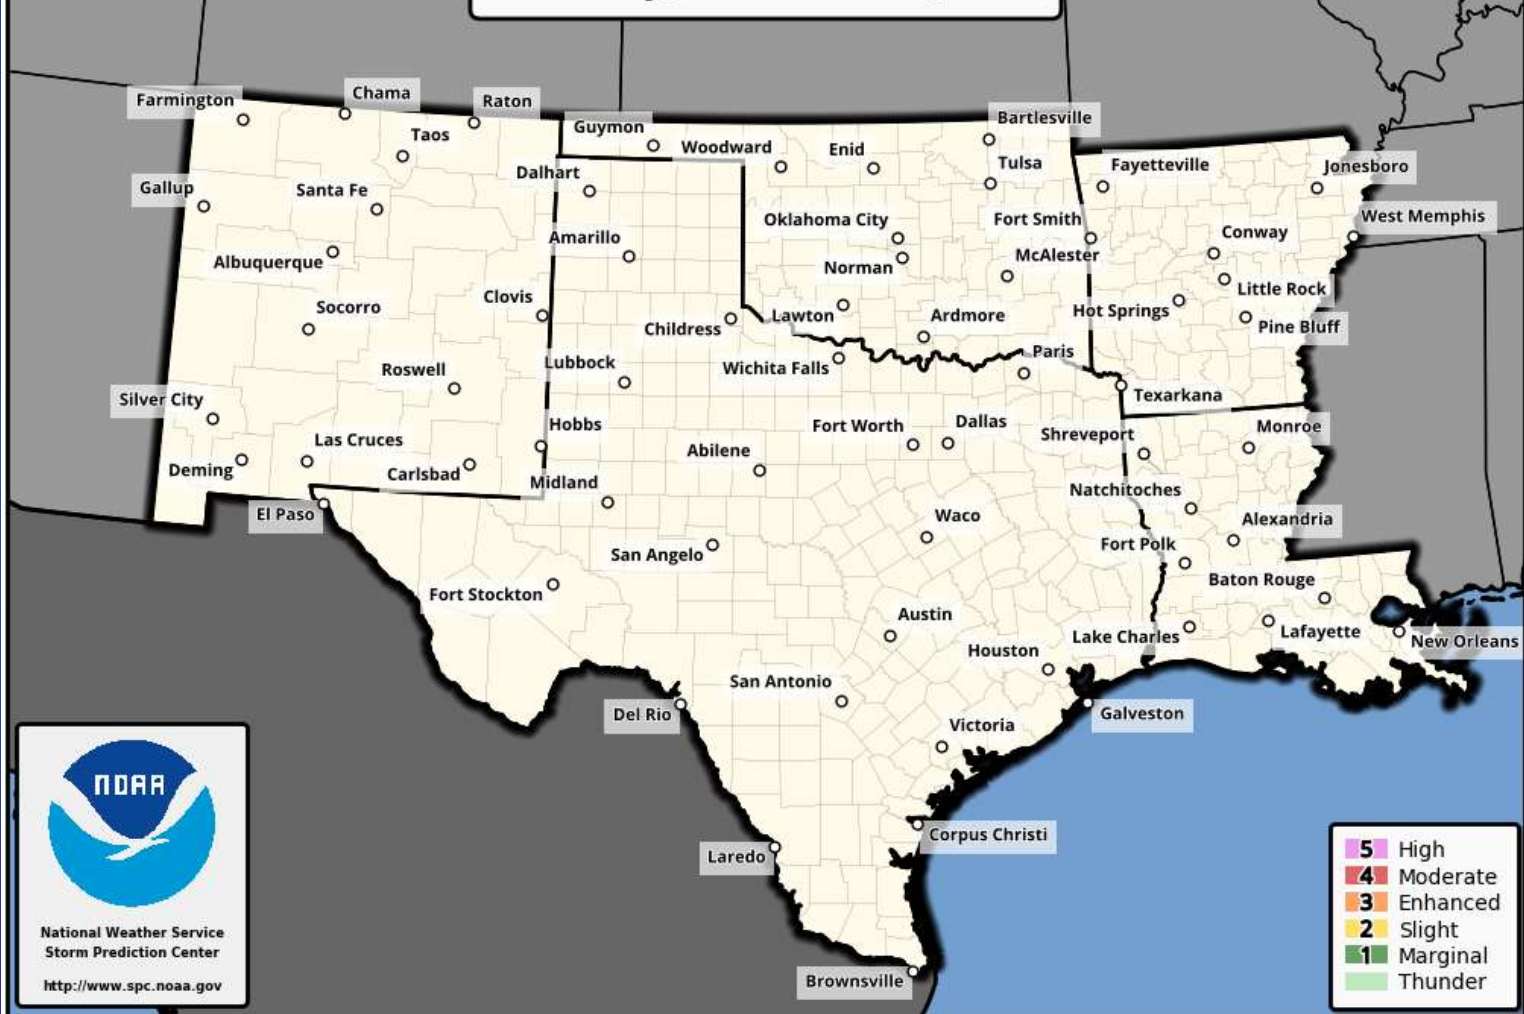 Farmington
Chama
Raton
Taos
Guymon
Woodward
Enid
Bartlesville
Tulsa
Fayetteville
Jonesboro
Gallup
Santa Fe
Dalhart
Albuquerque
Amarillo
Oklahoma City
Norman
Fort Smith
McAlester
Conway
West Memphis
Little Rock
Socorro
Clovis
Childress
Lawton
Ardmore
Hot Springs
Pine Bluff
Roswell
Lubbock
Wichita Falls
Paris
Texarkana
Silver City
Las Cruces
Hobbs
Abilene
Fort Worth
Dallas
Shreveport
Monroe
Deming
Carlsbad
Midland
Natchitoches
El Paso
San Angelo
Waco
Alexandria
Fort Polk
Fort Stockton
Baton Rouge
Austin
Houston
Lake Charles
Lafayette
New Orleans
San Antonio
Del Rio
Victoria
Galveston
Corpus Christi
Laredo
Brownsville
NOAA
National Weather Service
Storm Prediction Center
http://www.spc.noaa.gov
5 High
4 Moderate
3 Enhanced
2 Slight
1 Marginal
Thunder